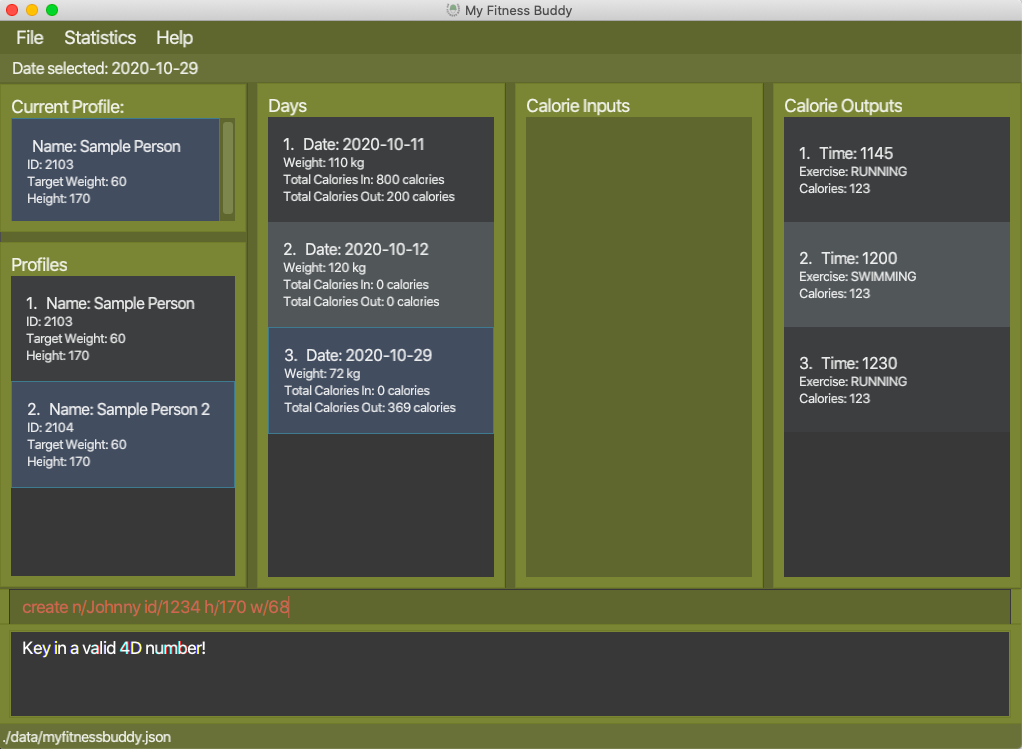 My Fitness Buddy
File Statistics Help
Date selected: 2020-10-29
Current Profile:
Name: Sample Person
ID: 2103
Target Weight: 60
Height: 170
Profiles
1. Name: Sample Person
ID: 2103
Target Weight: 60
Height: 170
2. Name: Sample Person 2
ID: 2104
Target Weight: 60
Height: 170
Days
1. Date: 2020-10-11
Weight: 110 kg
Total Calories In: 800 calories
Total Calories Out: 200 calories
2. Date: 2020-10-12
Weight: 120 kg
Total Calories In: 0 calories
Total Calories Out: 0 calories
3. Date: 2020-10-29
Weight: 72 kg
Total Calories In: 0 calories
Total Calories Out: 369 calories
Calorie Inputs
Calorie Outputs
1. Time: 1145
Exercise: RUNNING
Calories: 123
2. Time: 1200
Exercise: SWIMMING
Calories: 123
3. Time: 1230
Exercise: RUNNING
Calories: 123
create n/Johnny id/1234 h/170 w/68
Key in a valid 4D number!
./data/myfitnessbuddy.json